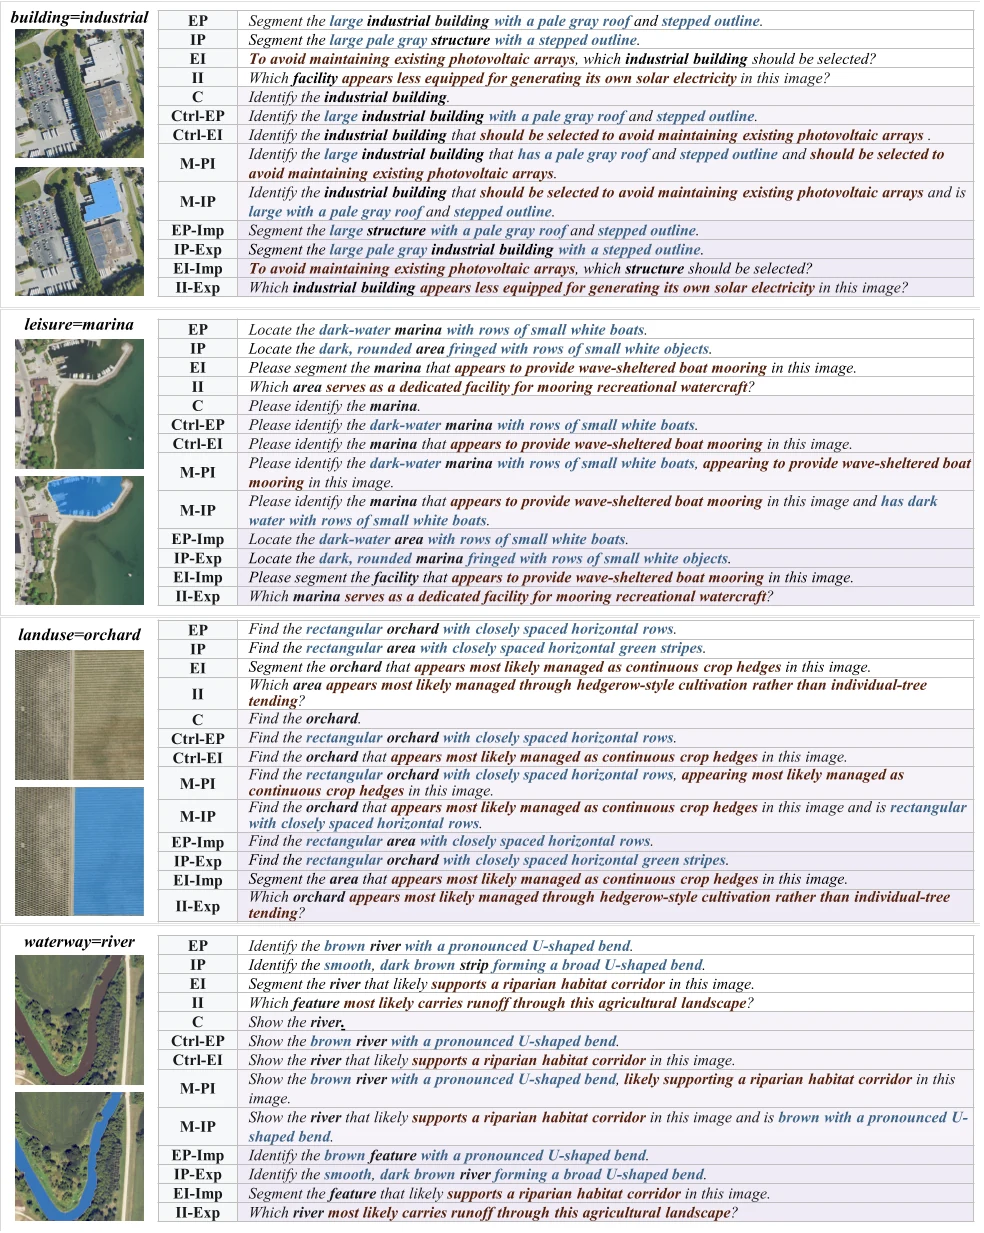 building=industrial
EP Segment the large industrial building with a pale gray roof and stepped outline.
IP Segment the large pale gray structure with a stepped outline.
EI To avoid maintaining existing photovoltaic arrays, which industrial building should be selected?
II Which facility appears less equipped for generating its own solar electricity in this image?
C Identify the industrial building.
Ctrl-EP Identify the large industrial building with a pale gray roof and stepped outline.
Ctrl-EI Identify the industrial building that should be selected to avoid maintaining existing photovoltaic arrays .
M-PI Identify the large industrial building that has a pale gray roof and stepped outline and should be selected to
avoid maintaining existing photovoltaic arrays.
M-IP Identify the industrial building that should be selected to avoid maintaining existing photovoltaic arrays and is
large with a pale gray roof and stepped outline.
EP-Imp Segment the large structure with a pale gray roof and stepped outline.
IP-Exp Segment the large pale gray industrial building with a stepped outline.
EI-Imp To avoid maintaining existing photovoltaic arrays, which structure should be selected?
II-Exp Which industrial building appears less equipped for generating its own solar electricity in this image?
leisure=marina
EP Locate the dark-water marina with rows of small white boats.
IP Locate the dark, rounded area fringed with rows of small white objects.
EI Please segment the marina that appears to provide wave-sheltered boat mooring in this image.
II Which area serves as a dedicated facility for mooring recreational watercraft?
C Please identify the marina.
Ctrl-EP Please identify the dark-water marina with rows of small white boats.
Ctrl-EI Please identify the marina that appears to provide wave-sheltered boat mooring in this image.
M-PI Please identify the dark-water marina with rows of small white boats, appearing to provide wave-sheltered boat
mooring in this image.
M-IP Please identify the marina that appears to provide wave-sheltered boat mooring in this image and has dark
water with rows of small white boats.
EP-Imp Locate the dark-water area with rows of small white boats.
IP-Exp Locate the dark, rounded marina fringed with rows of small white objects.
EI-Imp Please segment the facility that appears to provide wave-sheltered boat mooring in this image.
II-Exp Which marina serves as a dedicated facility for mooring recreational watercraft?
landuse=orchard
EP Find the rectangular orchard with closely spaced horizontal rows.
IP Find the rectangular area with closely spaced horizontal green stripes.
EI Segment the orchard that appears most likely managed as continuous crop hedges in this image.
II Which area appears most likely managed through hedgerow-style cultivation rather than individual-tree
tending?
C Find the orchard.
Ctrl-EP Find the rectangular orchard with closely spaced horizontal rows.
Ctrl-EI Find the orchard that appears most likely managed as continuous crop hedges in this image.
M-PI Find the rectangular orchard with closely spaced horizontal rows, appearing most likely managed as
continuous crop hedges in this image.
M-IP Find the orchard that appears most likely managed as continuous crop hedges in this image and is rectangular
with closely spaced horizontal rows.
EP-Imp Find the rectangular area with closely spaced horizontal rows.
IP-Exp Find the rectangular orchard with closely spaced horizontal green stripes.
EI-Imp Segment the area that appears most likely managed as continuous crop hedges in this image.
II-Exp Which orchard appears most likely managed through hedgerow-style cultivation rather than individual-tree
tending?
waterway=river
EP Identify the brown river with a pronounced U-shaped bend.
IP Identify the smooth, dark brown strip forming a broad U-shaped bend.
EI Segment the river that likely supports a riparian habitat corridor in this image.
II Which feature most likely carries runoff through this agricultural landscape?
C Show the river.
Ctrl-EP Show the brown river with a pronounced U-shaped bend.
Ctrl-EI Show the river that likely supports a riparian habitat corridor in this image.
M-PI Show the brown river with a pronounced U-shaped bend, likely supporting a riparian habitat corridor in this
image.
M-IP Show the river that likely supports a riparian habitat corridor in this image and is brown with a pronounced U-
shaped bend.
EP-Imp Identify the brown feature with a pronounced U-shaped bend.
IP-Exp Identify the smooth, dark brown river forming a broad U-shaped bend.
EI-Imp Segment the feature that likely supports a riparian habitat corridor in this image.
II-Exp Which river most likely carries runoff through this agricultural landscape?